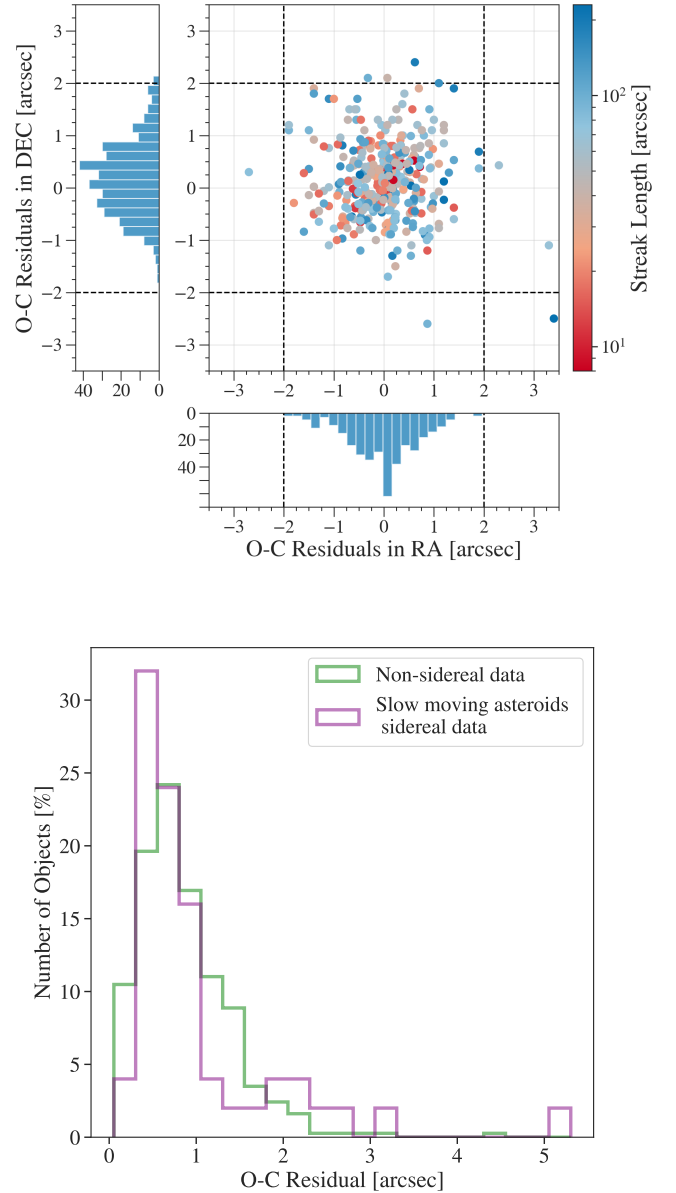 3
2
1
0
−1
−2
−3
O-C Residuals in DEC [arcsec]
40 20 0
3
2
1
0
−1
−2
−3
−3 −2 −1 0 1 2 3
10²
10¹
Streak Length [arcsec]
0
20
40
−3 −2 −1 0 1 2 3
O-C Residuals in RA [arcsec]
Non-sidereal data
Slow moving asteroids
sidereal data
30
25
20
15
10
5
0
Number of Objects [%]
0 1 2 3 4 5
O-C Residual [arcsec]